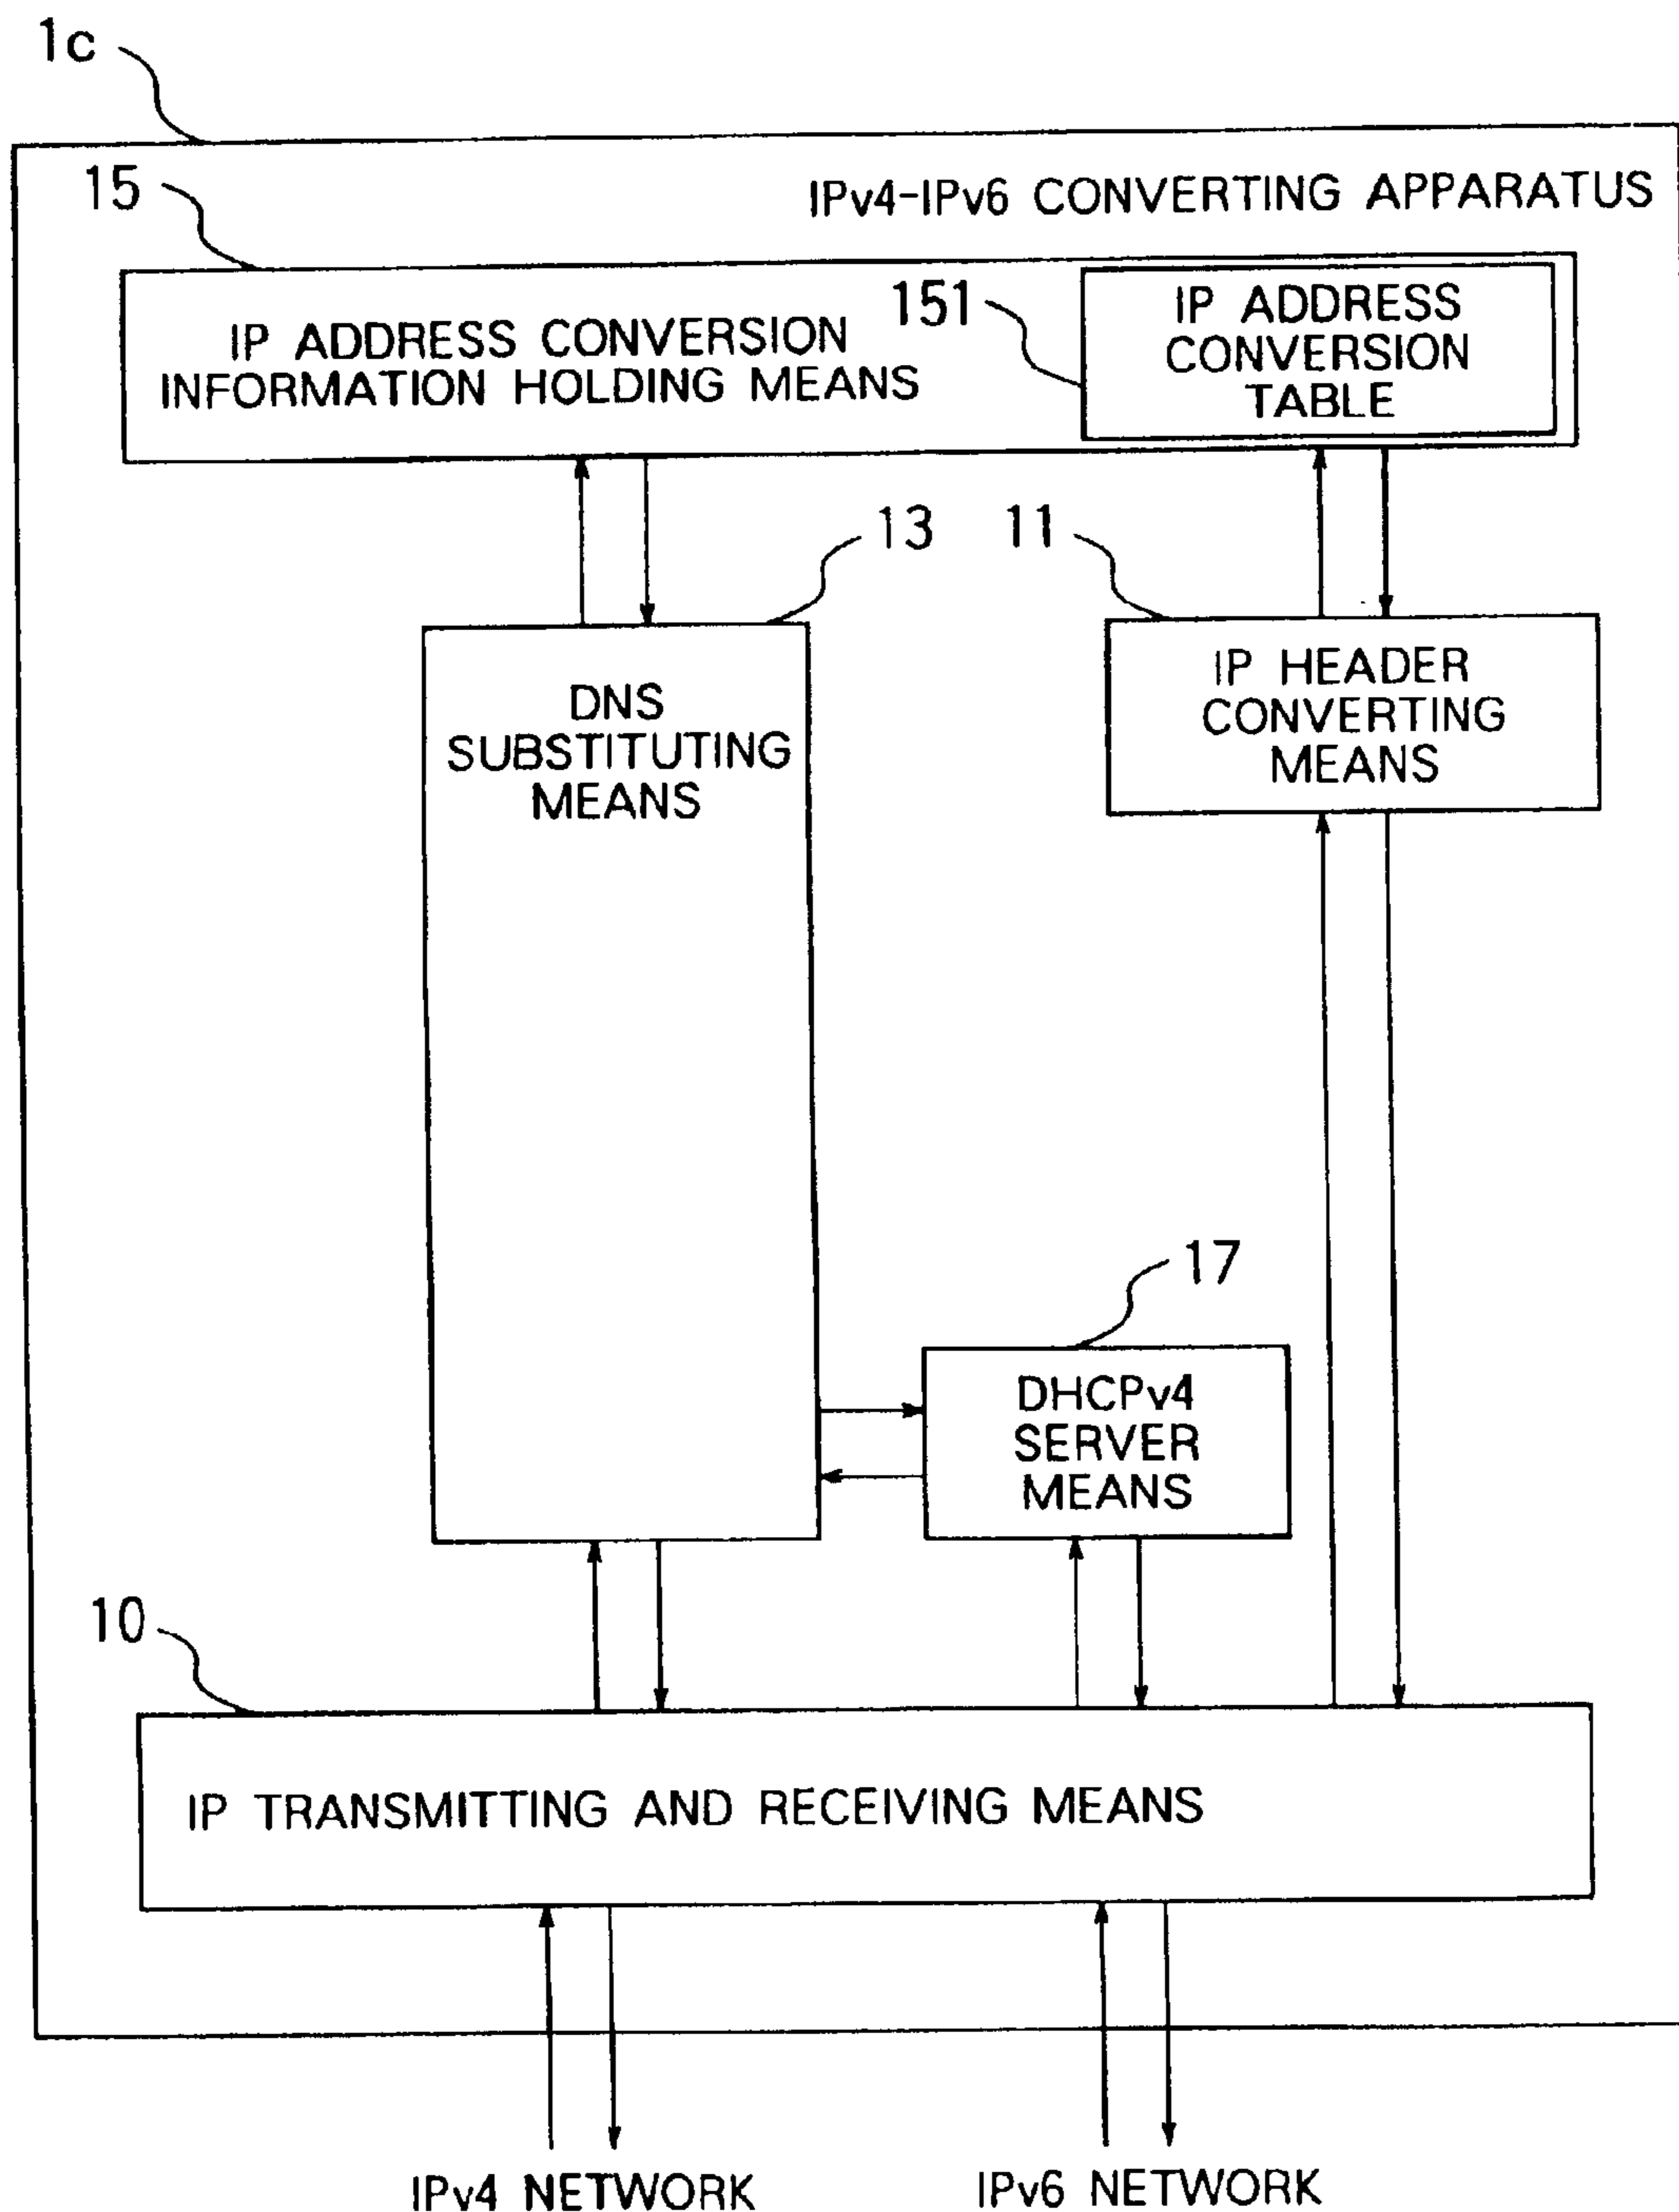 1c
IPv4-IPv6 CONVERTING APPARATUS
15
IP ADDRESS CONVERSION
INFORMATION HOLDING MEANS
151
IP ADDRESS
CONVERSION
TABLE
13
11
DNS
SUBSTITUTING
MEANS
IP HEADER
CONVERTING
MEANS
17
DHCPv4
SERVER
MEANS
10
IP TRANSMITTING AND RECEIVING MEANS
IPv4 NETWORK
IPv6 NETWORK